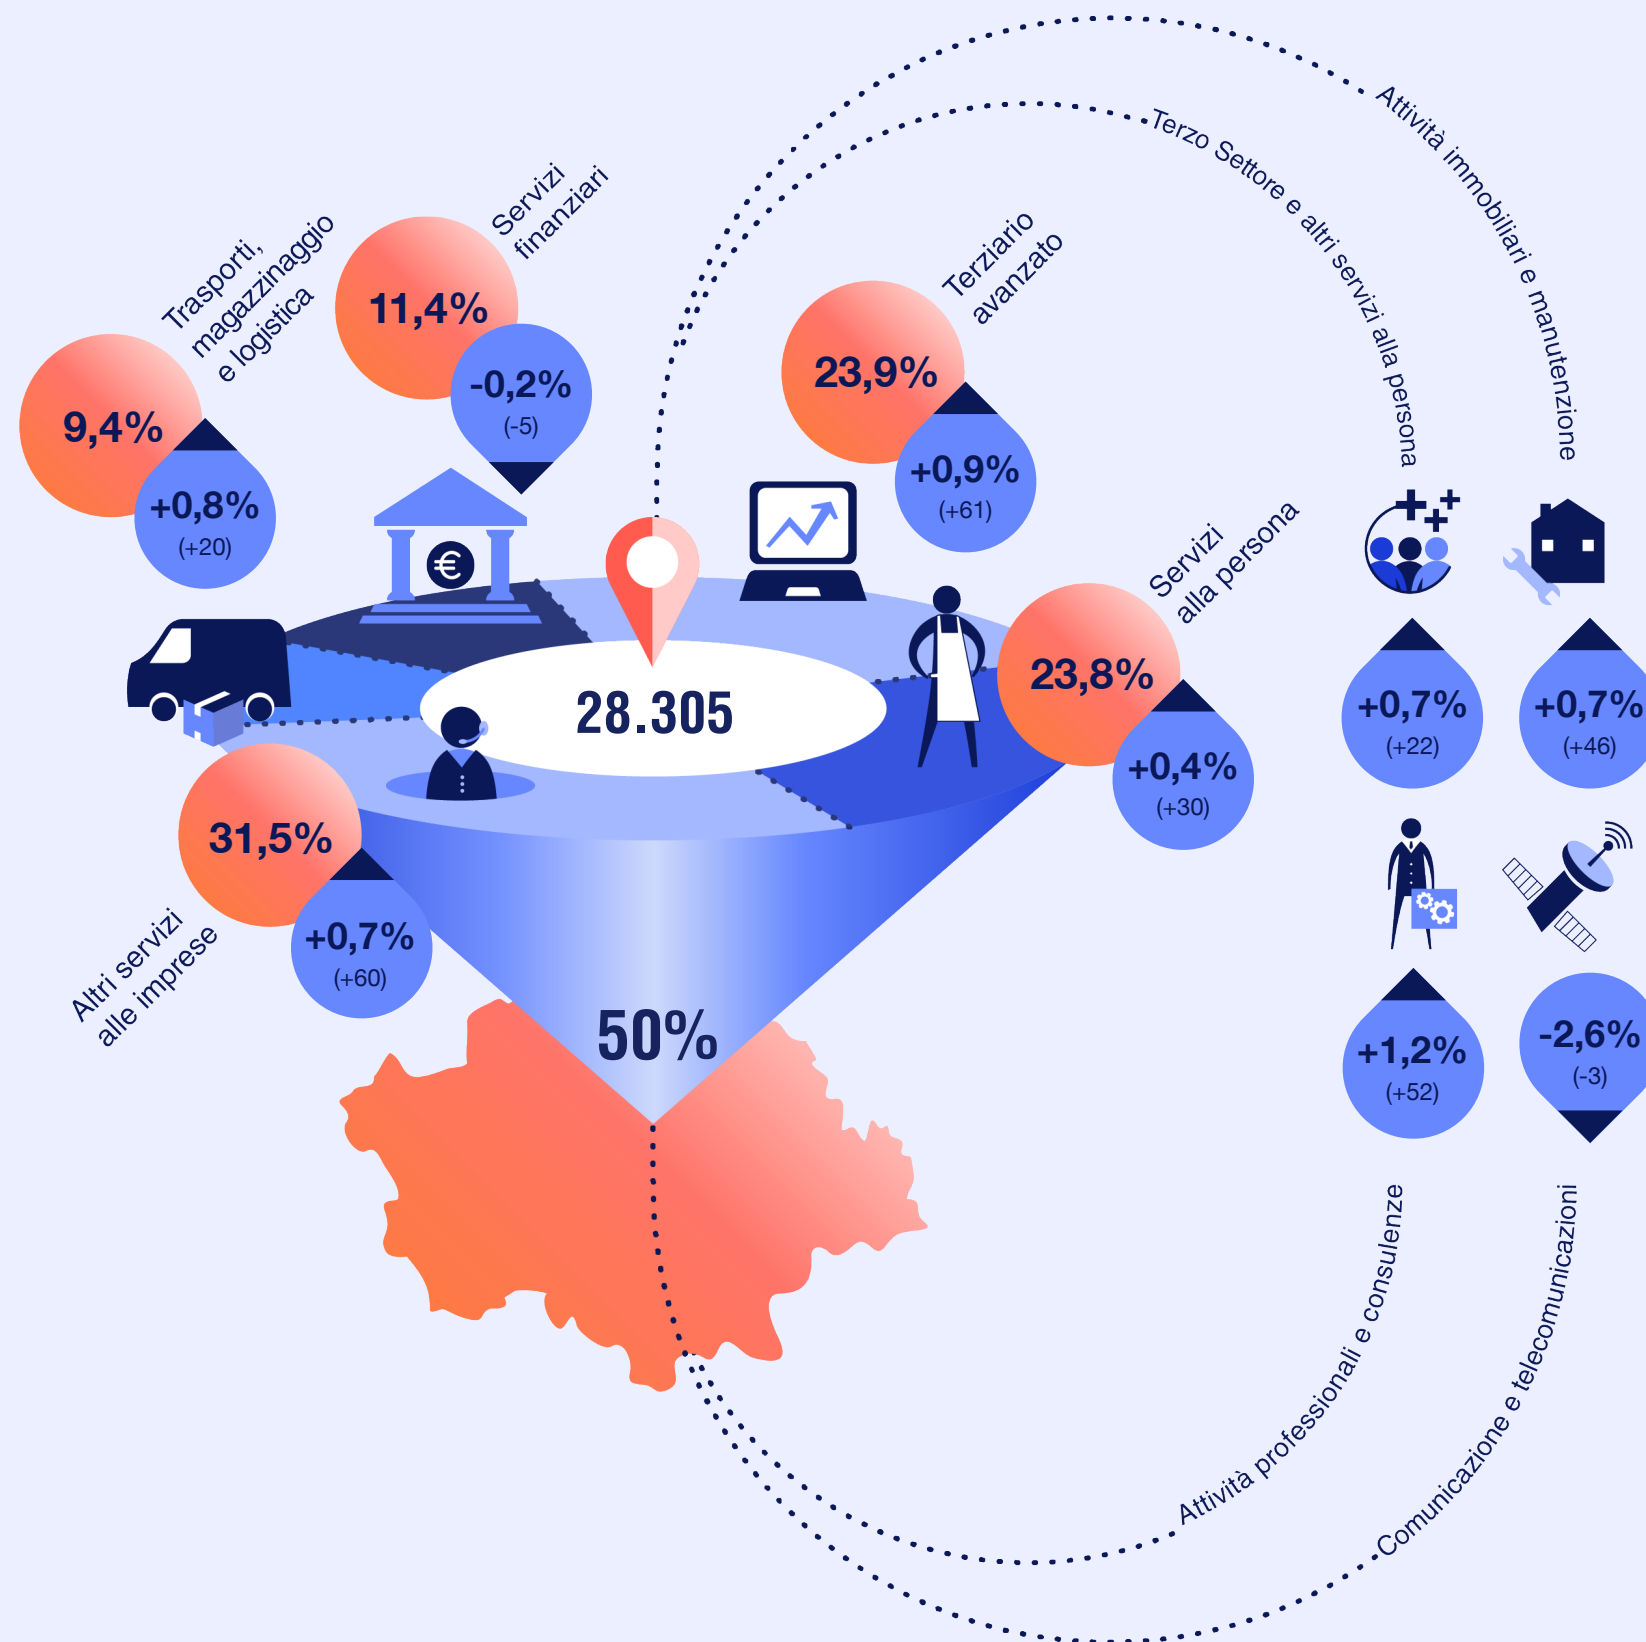 Attività immobiliari e manutenzione
Terzo Settore e altri servizi alla persona
Servizi
finanziari
11,4%
-0,2%
(-5)
Trasporti,
magazzinaggio
e logistica
9,4%
+0,8%
(+20)
Terziario
avanzato
23,9%
+0,9%
(+61)
Servizi
alla persona
23,8%
+0,4%
(+30)
€
28.305
31,5%
+0,7%
(+60)
Altri servizi
alle imprese
50%
+0,7%
(+22)
+0,7%
(+46)
+1,2%
(+52)
-2,6%
(-3)
Attività professionali e consulenze
Comunicazione e telecomunicazioni